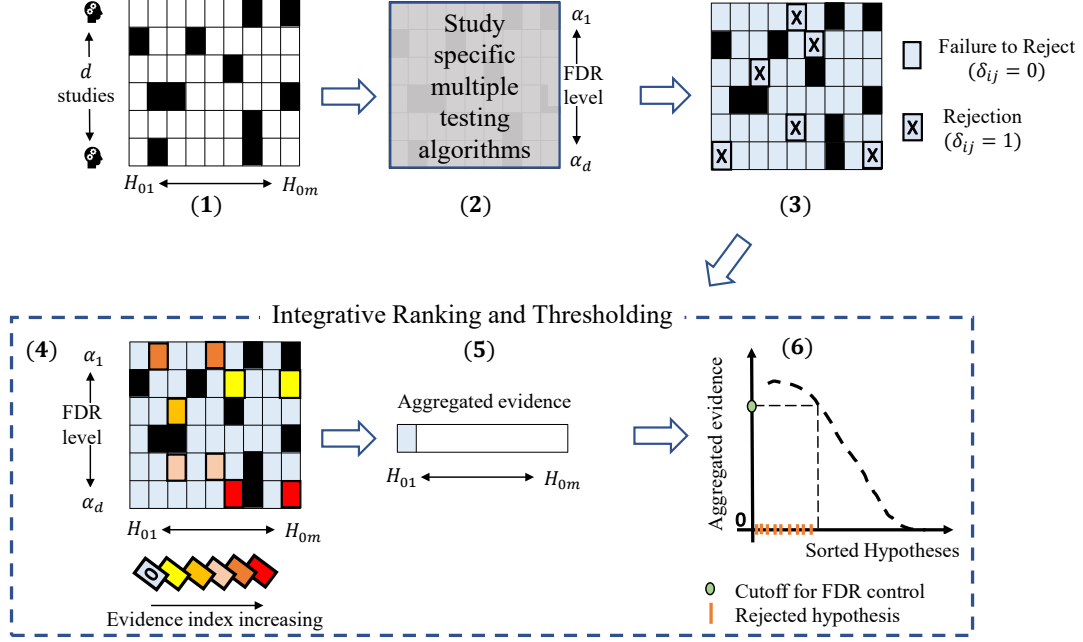 d
studies
H₀₁
H₀ₘ
(1)
Study
specific
multiple
testing
algorithms
α₁
FDR
level
α_d
(2)
X
X
X
X
X
X
(3)
Failure to Reject
(δᵢⱼ = 0)
X
Rejection
(δᵢⱼ = 1)
Integrative Ranking and Thresholding
(4)
α₁
FDR
level
α_d
H₀₁
H₀ₘ
0
Evidence index increasing
(5)
Aggregated evidence
H₀₁
H₀ₘ
(6)
Aggregated evidence
0
Sorted Hypotheses
Cutoff for FDR control
Rejected hypothesis